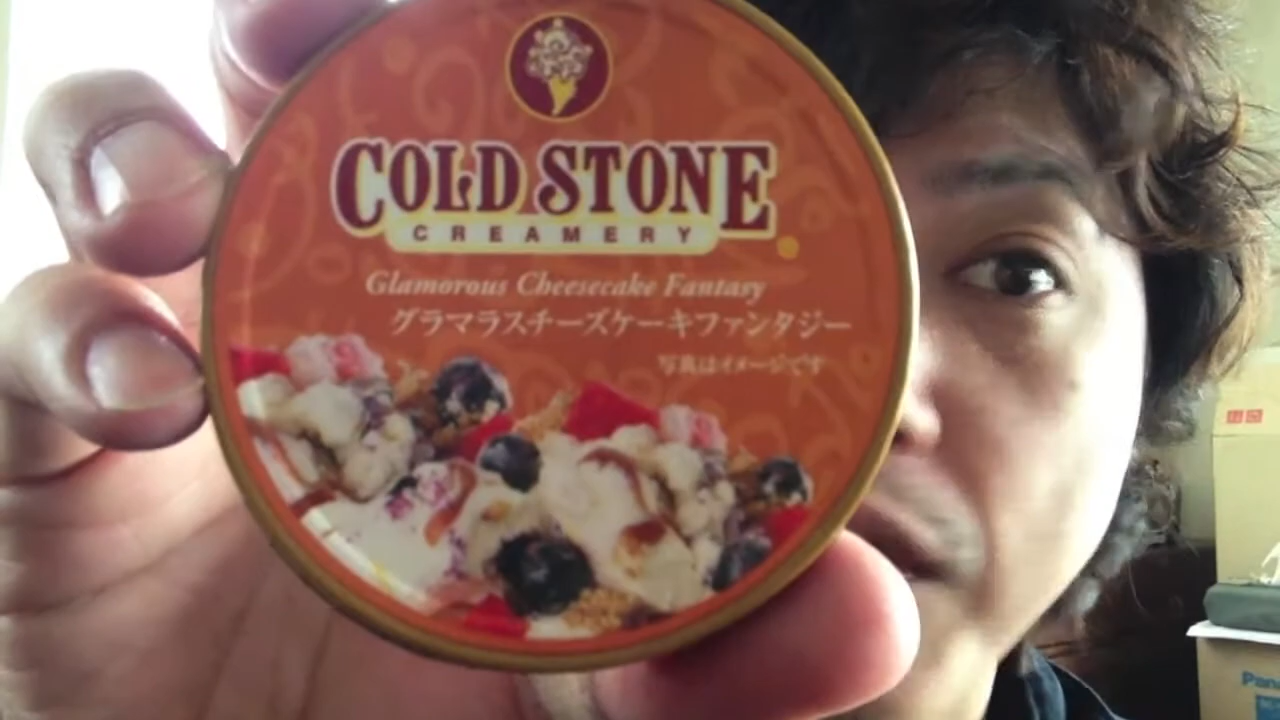 COLD STONE
CREAMERY
Glamorous Cheesecake Fantasy
グラマラスチーズケーキファンタジー
写真はイメージです
Pan